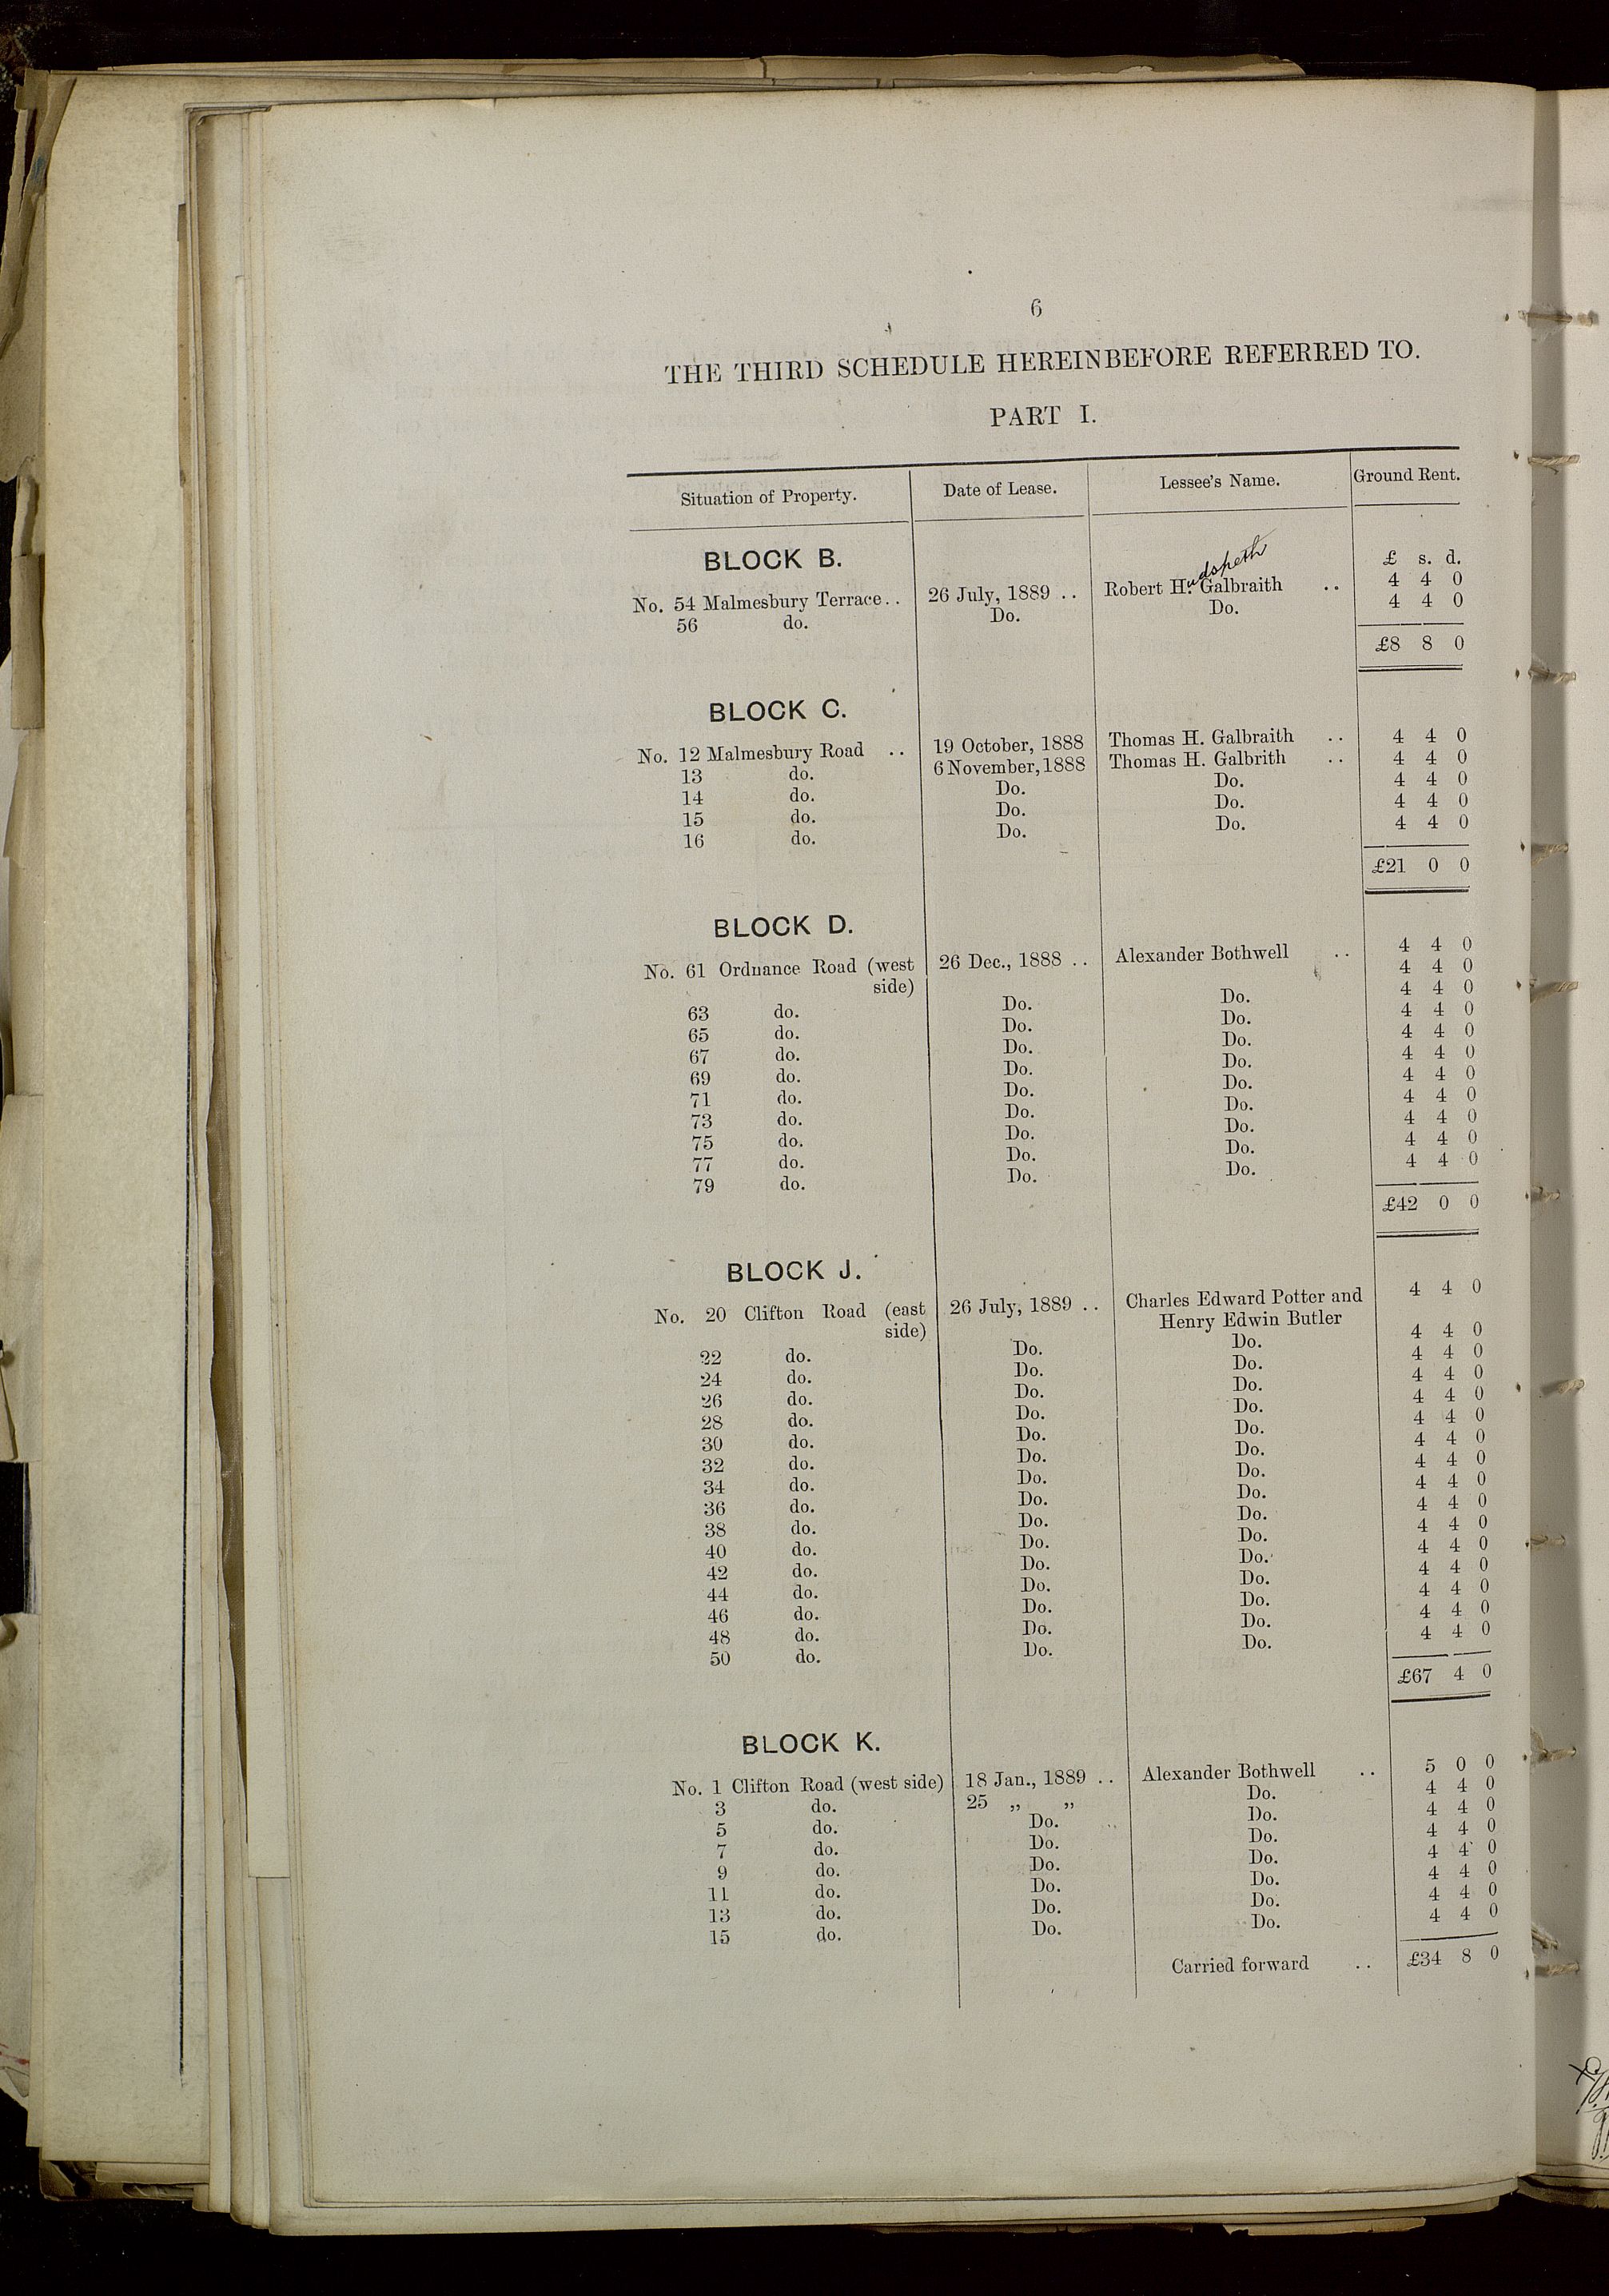 6
THE THIRD SCHEDULE HEREINBEFORE REFERRED TO.
PART I.
Situation of Property. Date of Lease. Lessee's Name. Ground Rent.
BLOCK B. £ s. d.
udspeth
No. 54 Malmesbury Terrace.. 26 July, 1889 .. Robert H. Galbraith .. 4 4 0
56 do. Do. Do. 4 4 0
£8 8 0
BLOCK C.
No. 12 Malmesbury Road .. 19 October, 1888 Thomas H. Galbraith .. 4 4 0
13 do. 6 November, 1888 Thomas H. Galbrith .. 4 4 0
14 do. Do. Do. 4 4 0
15 do. Do. Do. 4 4 0
16 do. Do. Do. 4 4 0
£21 0 0
BLOCK D.
No. 61 Ordnance Road (west 26 Dec., 1888 .. Alexander Bothwell .. 4 4 0
side) 4 4 0
63 do. Do. Do. 4 4 0
65 do. Do. Do. 4 4 0
67 do. Do. Do. 4 4 0
69 do. Do. Do. 4 4 0
71 do. Do. Do. 4 4 0
73 do. Do. Do. 4 4 0
75 do. Do. Do. 4 4 0
77 do. Do. Do. 4 4 0
79 do. Do. Do. 4 4 0
£42 0 0
BLOCK J.
No. 20 Clifton Road (east 26 July, 1889 .. Charles Edward Potter and 4 4 0
side) Henry Edwin Butler
22 do. Do. Do. 4 4 0
24 do. Do. Do. 4 4 0
26 do. Do. Do. 4 4 0
28 do. Do. Do. 4 4 0
30 do. Do. Do. 4 4 0
32 do. Do. Do. 4 4 0
34 do. Do. Do. 4 4 0
36 do. Do. Do. 4 4 0
38 do. Do. Do. 4 4 0
40 do. Do. Do. 4 4 0
42 do. Do. Do. 4 4 0
44 do. Do. Do. 4 4 0
46 do. Do. Do. 4 4 0
48 do. Do. Do. 4 4 0
50 do. Do. Do. 4 4 0
£67 4 0
BLOCK K.
No. 1 Clifton Road (west side) 18 Jan., 1889 .. Alexander Bothwell .. 5 0 0
3 do. 25 „ „ Do. 4 4 0
5 do. Do. Do. 4 4 0
7 do. Do. Do. 4 4 0
9 do. Do. Do. 4 4 0
11 do. Do. Do. 4 4 0
13 do. Do. Do. 4 4 0
15 do. Do. Do. 4 4 0
Carried forward .. £34 8 0